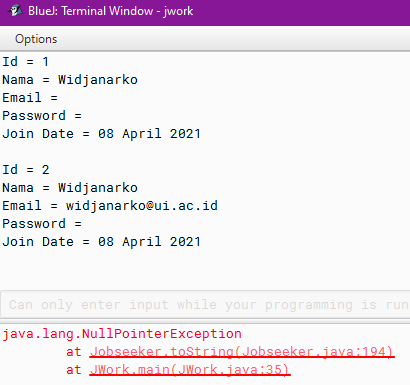 BlueJ: Terminal Window - jwork
Options
Id = 1
Nama = Widjanarko
Email =
Password =
Join Date = 08 April 2021
Id = 2
Nama = Widjanarko
Email = widjanarko@ui.ac.id
Password =
Join Date = 08 April 2021
Can only enter input while your programming is run
java.lang.NullPointerException
at Jobseeker.toString(Jobseeker.java:194)
at JWork.main(JWork.java:35)